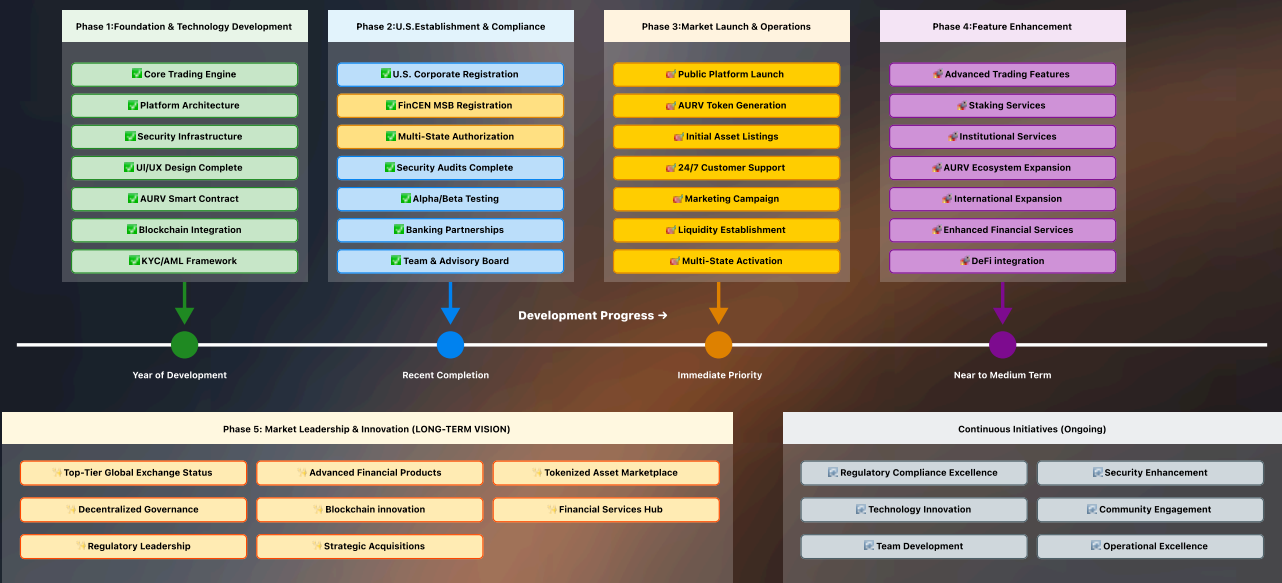 Phase 1:Foundation & Technology Development
Core Trading Engine
Platform Architecture
Security Infrastructure
UI/UX Design Complete
AURV Smart Contract
Blockchain Integration
KYC/AML Framework
Phase 2:U.S.Establishment & Compliance
U.S. Corporate Registration
FinCEN MSB Registration
Multi-State Authorization
Security Audits Complete
Alpha/Beta Testing
Banking Partnerships
Team & Advisory Board
Phase 3:Market Launch & Operations
Public Platform Launch
AURV Token Generation
Initial Asset Listings
24/7 Customer Support
Marketing Campaign
Liquidity Establishment
Multi-State Activation
Phase 4:Feature Enhancement
Advanced Trading Features
Staking Services
Institutional Services
AURV Ecosystem Expansion
International Expansion
Enhanced Financial Services
DeFi integration
Development Progress →
Year of Development
Recent Completion
Immediate Priority
Near to Medium Term
Phase 5: Market Leadership & Innovation (LONG-TERM VISION)
Top-Tier Global Exchange Status
Advanced Financial Products
Tokenized Asset Marketplace
Decentralized Governance
Blockchain innovation
Financial Services Hub
Regulatory Leadership
Strategic Acquisitions
Continuous Initiatives (Ongoing)
Regulatory Compliance Excellence
Security Enhancement
Technology Innovation
Community Engagement
Team Development
Operational Excellence